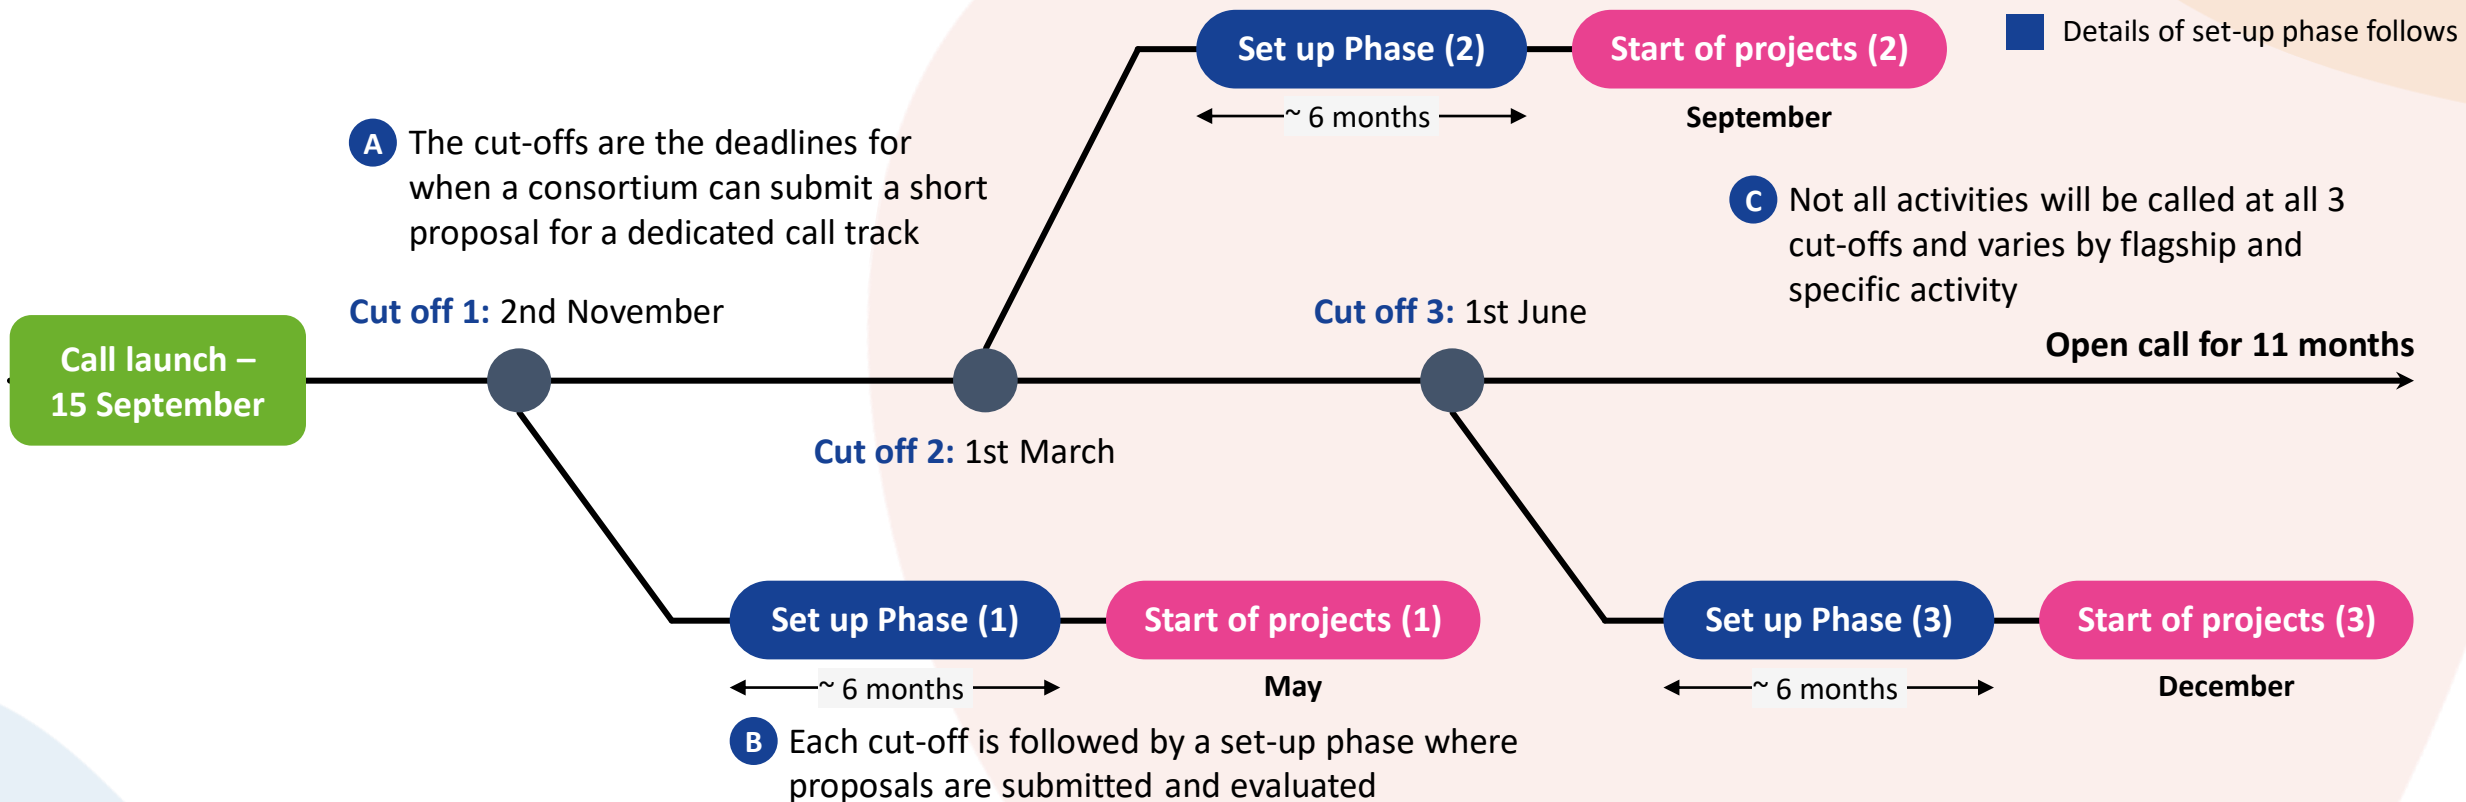 Set up Phase (2)
Start of projects (2)
Details of set-up phase follows
~ 6 months
September
A
The cut-offs are the deadlines for
when a consortium can submit a short
proposal for a dedicated call track
C
Not all activities will be called at all 3
cut-offs and varies by flagship and
specific activity
Cut off 1: 2nd November
Cut off 3: 1st June
Call launch –
15 September
Open call for 11 months
Cut off 2: 1st March
Set up Phase (1)
Start of projects (1)
Set up Phase (3)
Start of projects (3)
~ 6 months
May
~ 6 months
December
B
Each cut-off is followed by a set-up phase where
proposals are submitted and evaluated